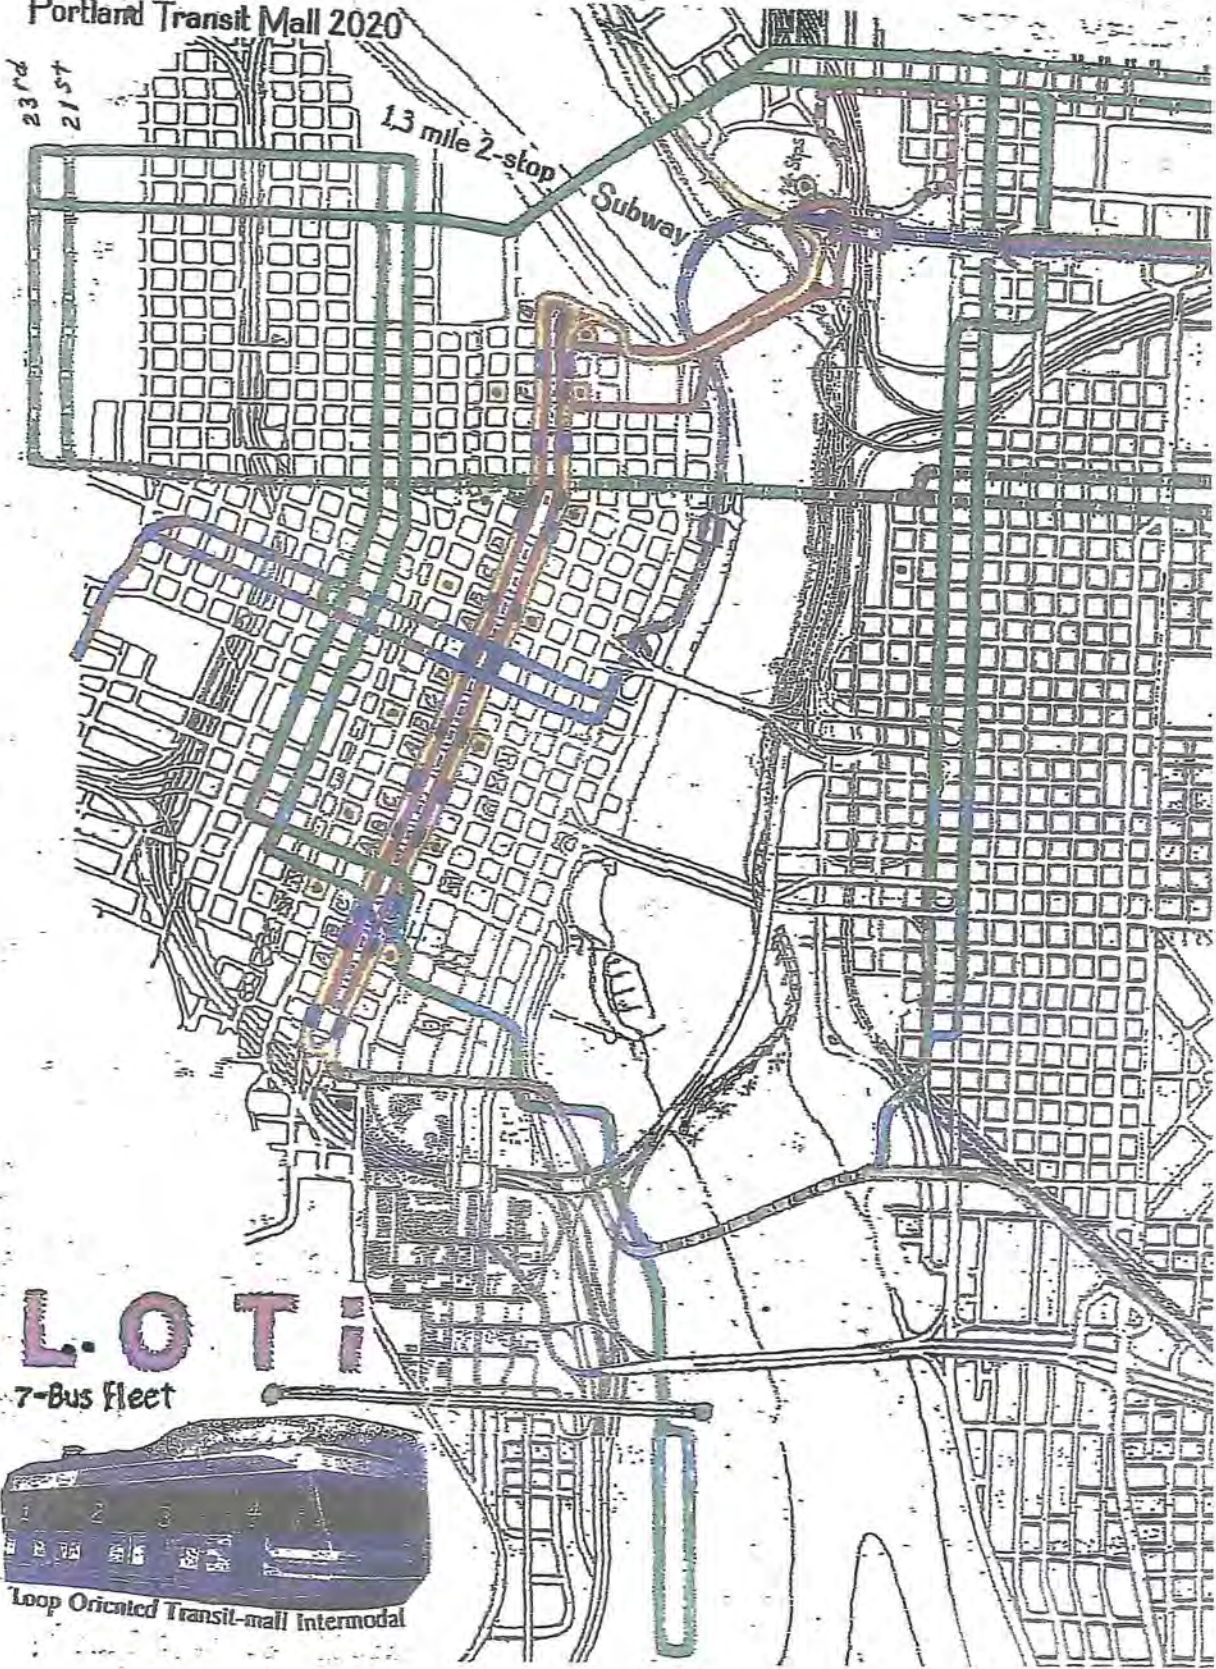 Portland Transit Mall 2020
23rd
21st
1.3 mile 2-stop
Subway
L.OTi
7-Bus Fleet
1 2 3 4
Loop Oriented Transit-mall Intermodal